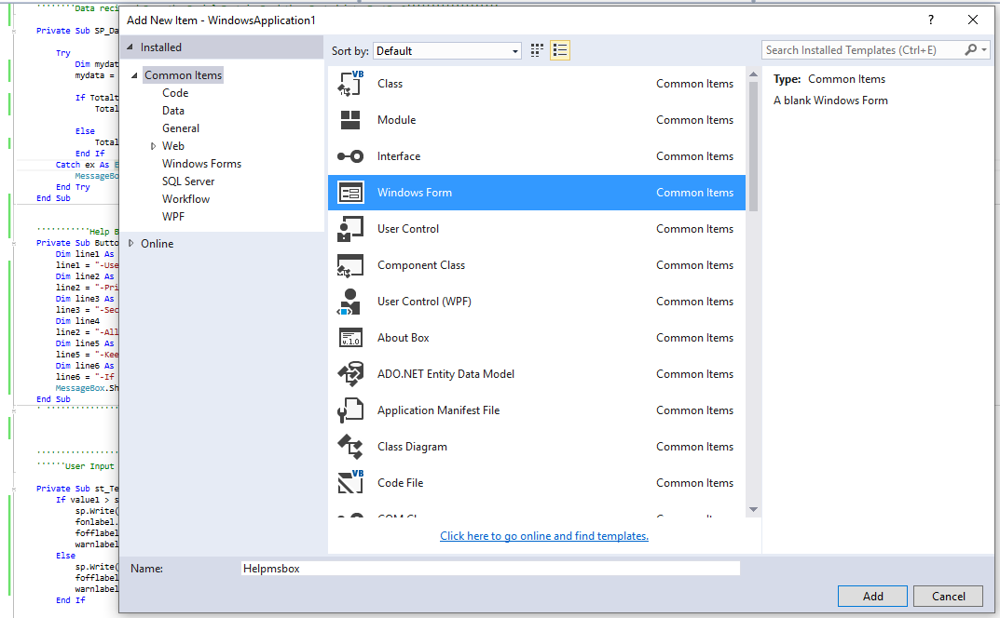 Add New Item - WindowsApplication1
?
Installed
Common Items
Code
Data
General
Web
Windows Forms
SQL Server
Workflow
WPF
Online
Sort by: Default
Search Installed Templates (Ctrl+E)
Class Common Items
Module Common Items
Interface Common Items
Windows Form Common Items
User Control Common Items
Component Class Common Items
User Control (WPF) Common Items
About Box Common Items
ADO.NET Entity Data Model Common Items
Application Manifest File Common Items
Class Diagram Common Items
Code File Common Items
Type: Common Items
A blank Windows Form
Click here to go online and find templates.
Name: Helpmsbox
Add Cancel
Private Sub SP_Da
Try
Dim mydat
mydata =
If Totalt
Total
Else
Total
End If
Catch ex As E
MessageBo
End Try
End Sub
'''''''''''Help B
Private Sub Butto
Dim line1 As
line1 = "-Use
Dim line2 As
line2 = "-Pri
Dim line3 As
line3 = "-Sec
Dim line4
line2 = "-All
Dim line5 As
line5 = "-Kee
Dim line6 As
line6 = "-If
MessageBox.Sh
End Sub
''''''User Input
Private Sub st_Te
If value1 > s
sp.Write(
fonlabel.
fofflabel
warnlabel
Else
sp.Write(
fofflabel
warnlabel
End If